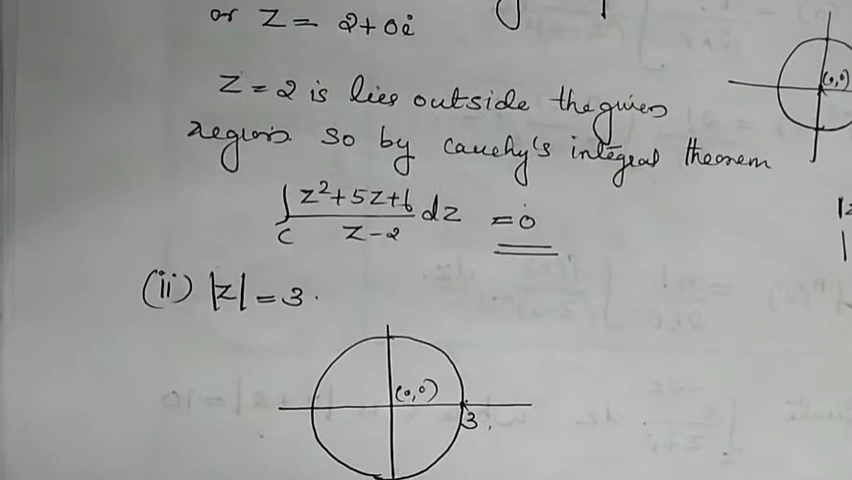 or Z = 2+0i
(0,0)
Z = 2 is lies outside the given
region. so by cauchy's integral theorem
∫_C (z²+5z+6)/(z-2) dz = 0
(ii) |z| = 3.
(0,0)
3.